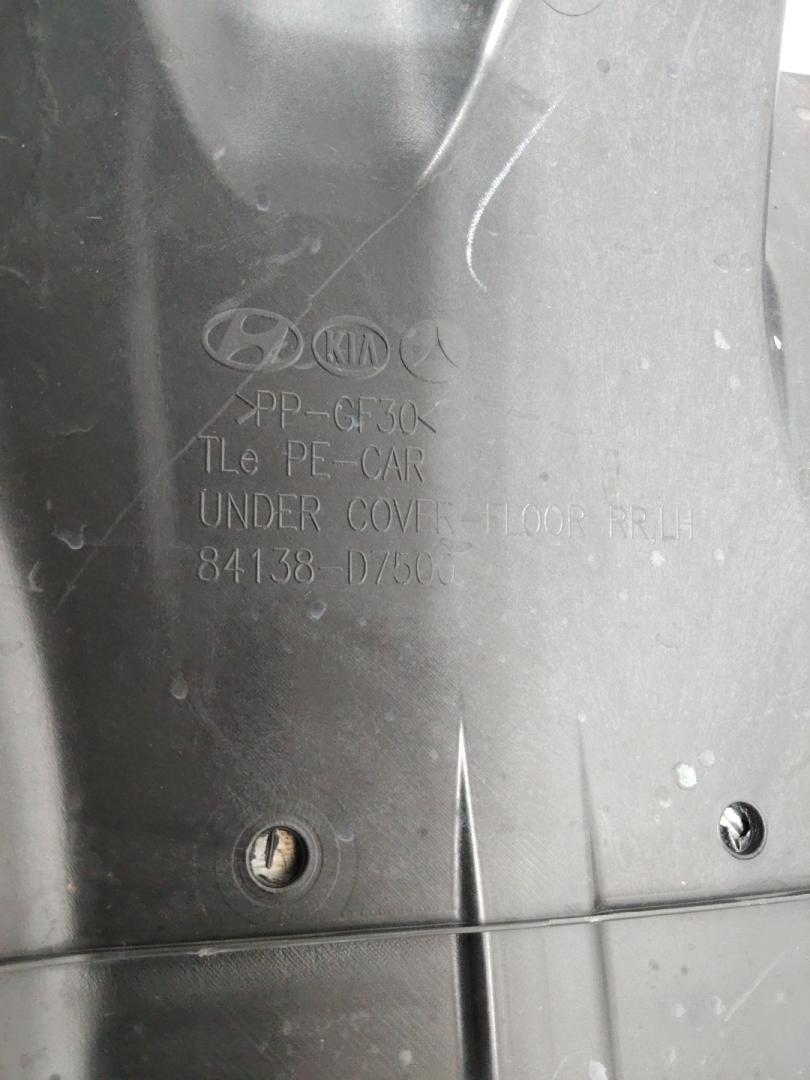 KIA
>PP-GF30<
TLe PE-CAR
UNDER COVER-FLOOR RR,LH
84138-D7500